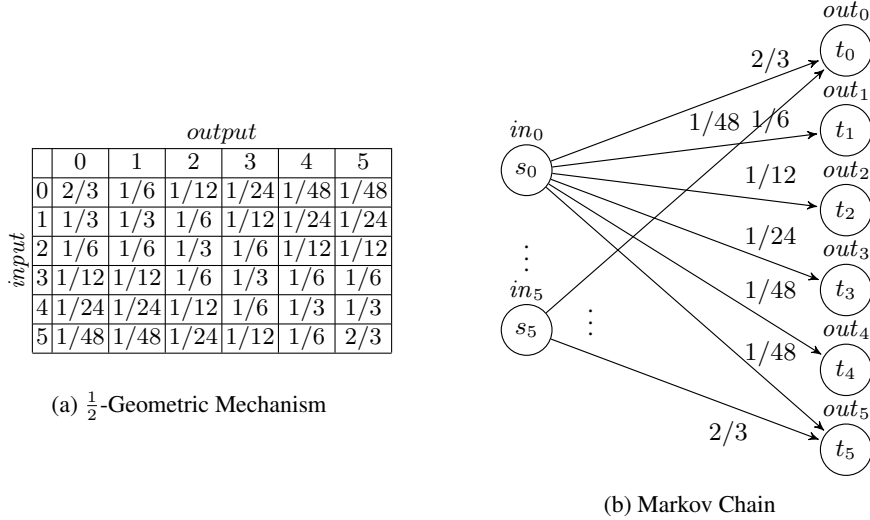 output
0 1 2 3 4 5
input
0 2/3 1/6 1/12 1/24 1/48 1/48
1 1/3 1/3 1/6 1/12 1/24 1/24
2 1/6 1/6 1/3 1/6 1/12 1/12
3 1/12 1/12 1/6 1/3 1/6 1/6
4 1/24 1/24 1/12 1/6 1/3 1/3
5 1/48 1/48 1/24 1/12 1/6 2/3
(a) ½-Geometric Mechanism
out₀
t₀
2/3
out₁
1/48 1/6
t₁
in₀
s₀
out₂
1/12
t₂
out₃
1/24
t₃
⋮
in₅
1/48
s₅
⋮
out₄
1/48
t₄
out₅
2/3
t₅
(b) Markov Chain